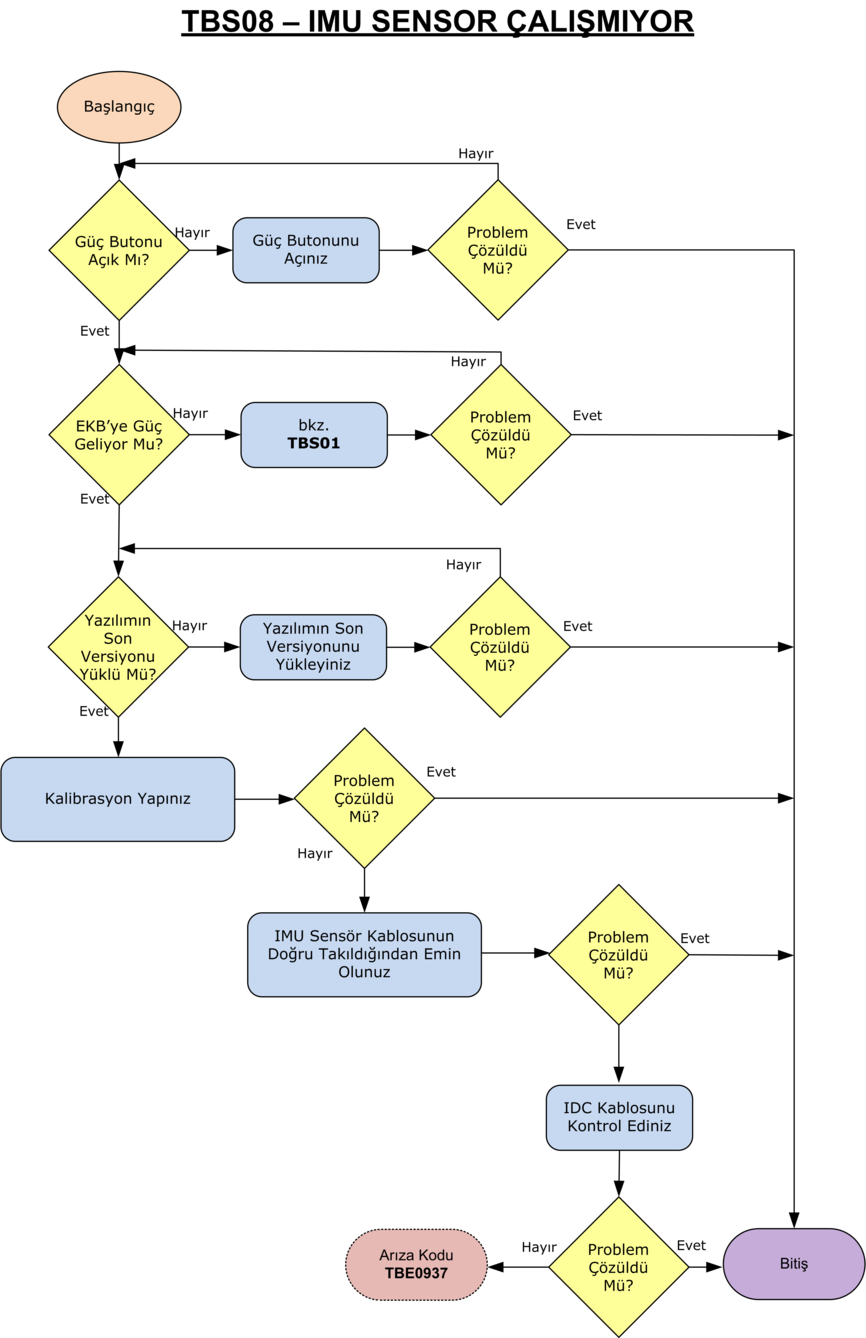 TBS08 – IMU SENSOR ÇALIŞMIYOR
Başlangıç
Hayır
Güç Butonu
Açık Mı?
Hayır
Güç Butonunu
Açınız
Problem
Çözüldü
Mü?
Evet
Evet
Hayır
EKB’ye Güç
Geliyor Mu?
Hayır
bkz.
TBS01
Problem
Çözüldü
Mü?
Evet
Evet
Hayır
Yazılımın
Son
Versiyonu
Yüklü Mü?
Hayır
Yazılımın Son
Versiyonunu
Yükleyiniz
Problem
Çözüldü
Mü?
Evet
Evet
Kalibrasyon Yapınız
Problem
Çözüldü
Mü?
Evet
Hayır
IMU Sensör Kablosunun
Doğru Takıldığından Emin
Olunuz
Problem
Çözüldü
Mü?
Evet
IDC Kablosunu
Kontrol Ediniz
Arıza Kodu
TBE0937
Hayır
Problem
Çözüldü
Mü?
Evet
Bitiş